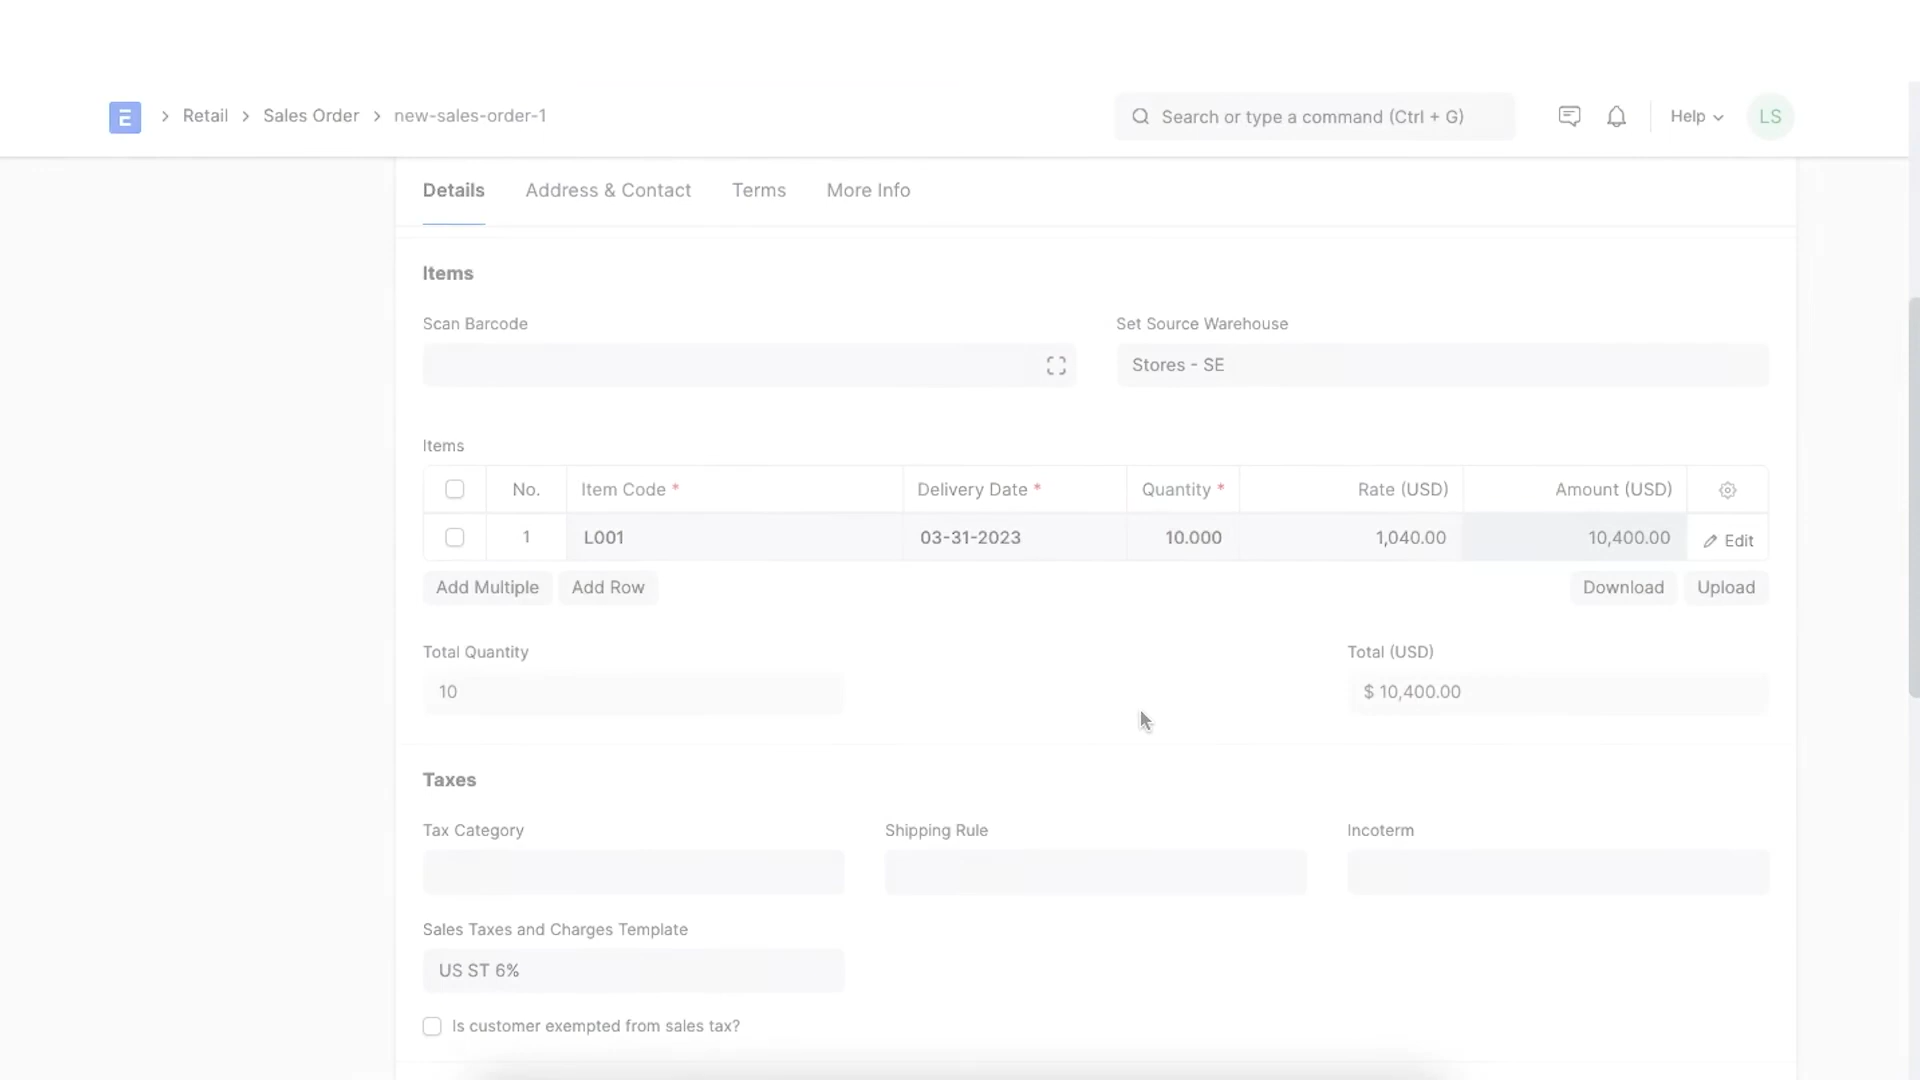 E > Retail > Sales Order > new-sales-order-1
Search or type a command (Ctrl + G)
Help
LS
Details Address & Contact Terms More Info
Items
Scan Barcode Set Source Warehouse
Stores - SE
Items
No. Item Code * Delivery Date * Quantity * Rate (USD) Amount (USD)
1 L001 03-31-2023 10.000 1,040.00 10,400.00 Edit
Add Multiple Add Row Download Upload
Total Quantity Total (USD)
10 $ 10,400.00
Taxes
Tax Category Shipping Rule Incoterm
Sales Taxes and Charges Template
US ST 6%
Is customer exempted from sales tax?